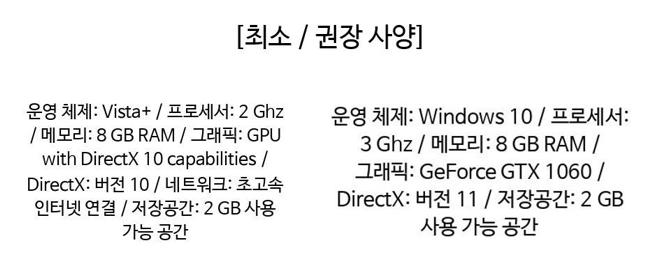 [최소 / 권장 사양]
운영 체제: Vista+ / 프로세서: 2 Ghz
/ 메모리: 8 GB RAM / 그래픽: GPU
with DirectX 10 capabilities /
DirectX: 버전 10 / 네트워크: 초고속
인터넷 연결 / 저장공간: 2 GB 사용
가능 공간
운영 체제: Windows 10 / 프로세서:
3 Ghz / 메모리: 8 GB RAM /
그래픽: GeForce GTX 1060 /
DirectX: 버전 11 / 저장공간: 2 GB
사용 가능 공간